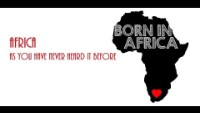 AFRICA
AS YOU HAVE NEVER HEARD IT BEFORE
BORN IN
AFRICA